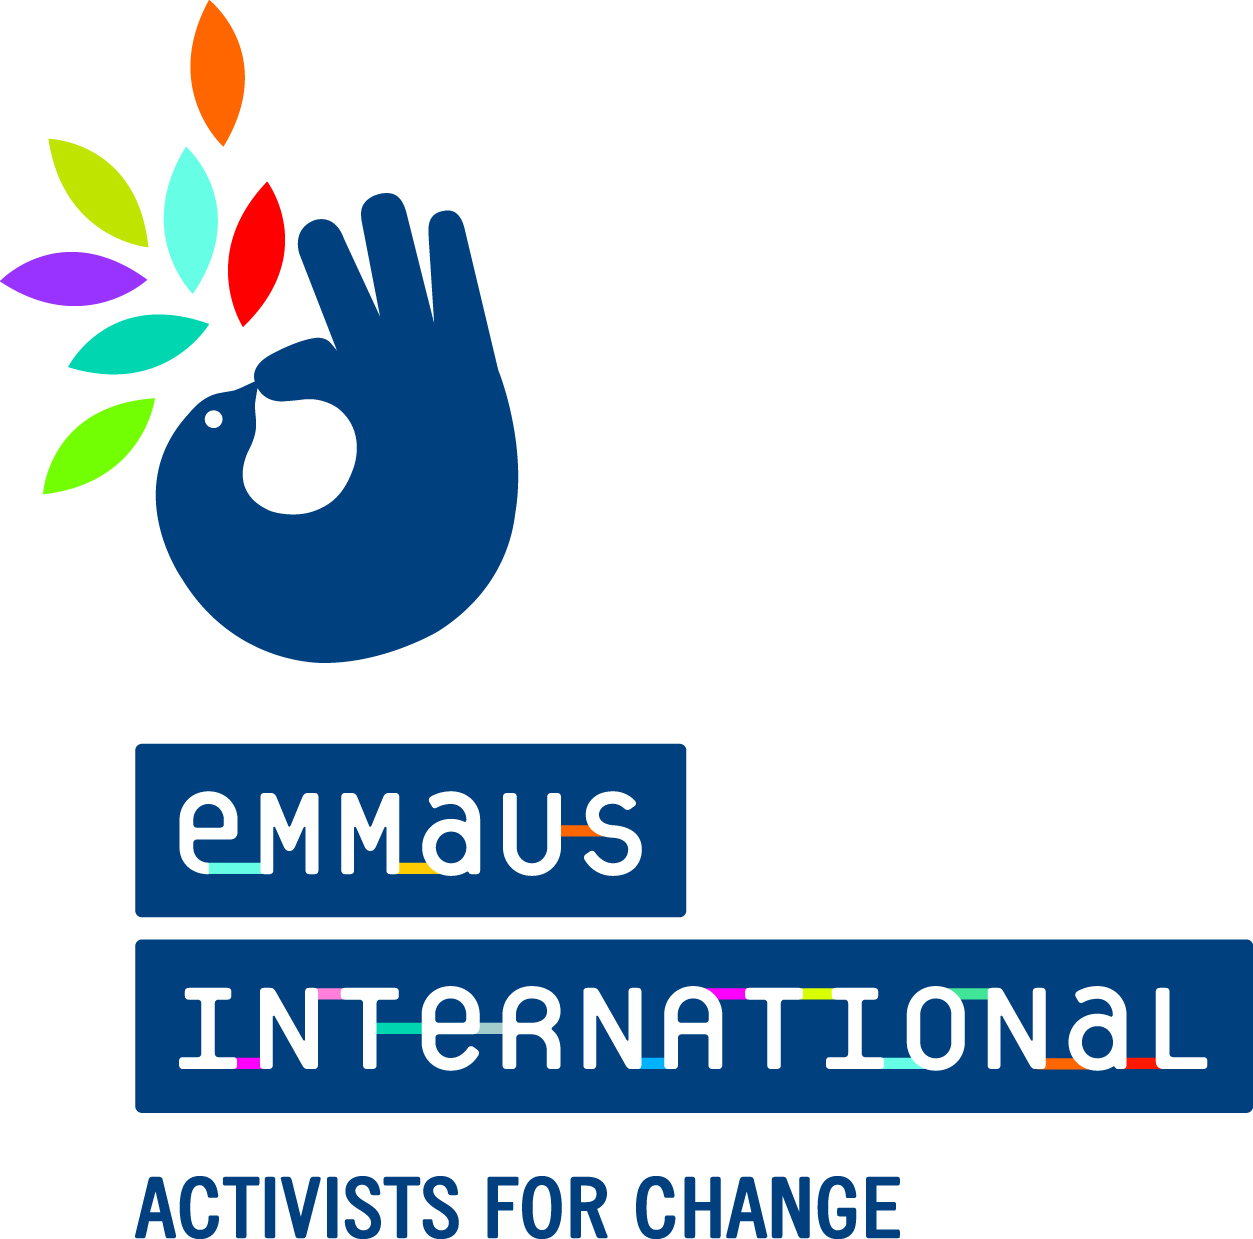 eMMaUS
INTeRNATIONaL
ACTIVISTS FOR CHANGE